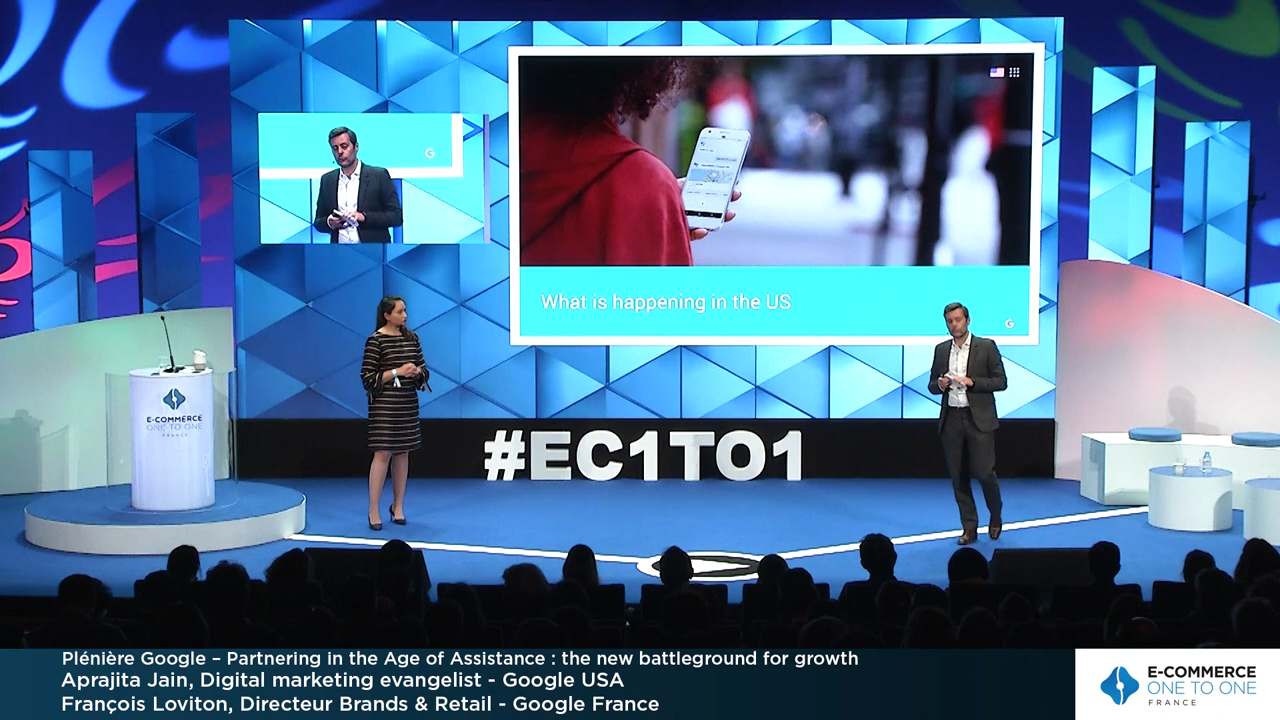 What is happening in the US
G
G
E-COMMERCE
ONE TO ONE
FRANCE
#EC1TO1
Plénière Google – Partnering in the Age of Assistance : the new battleground for growth
Aprajita Jain, Digital marketing evangelist - Google USA
François Loviton, Directeur Brands & Retail - Google France
E-COMMERCE
ONE TO ONE
FRANCE